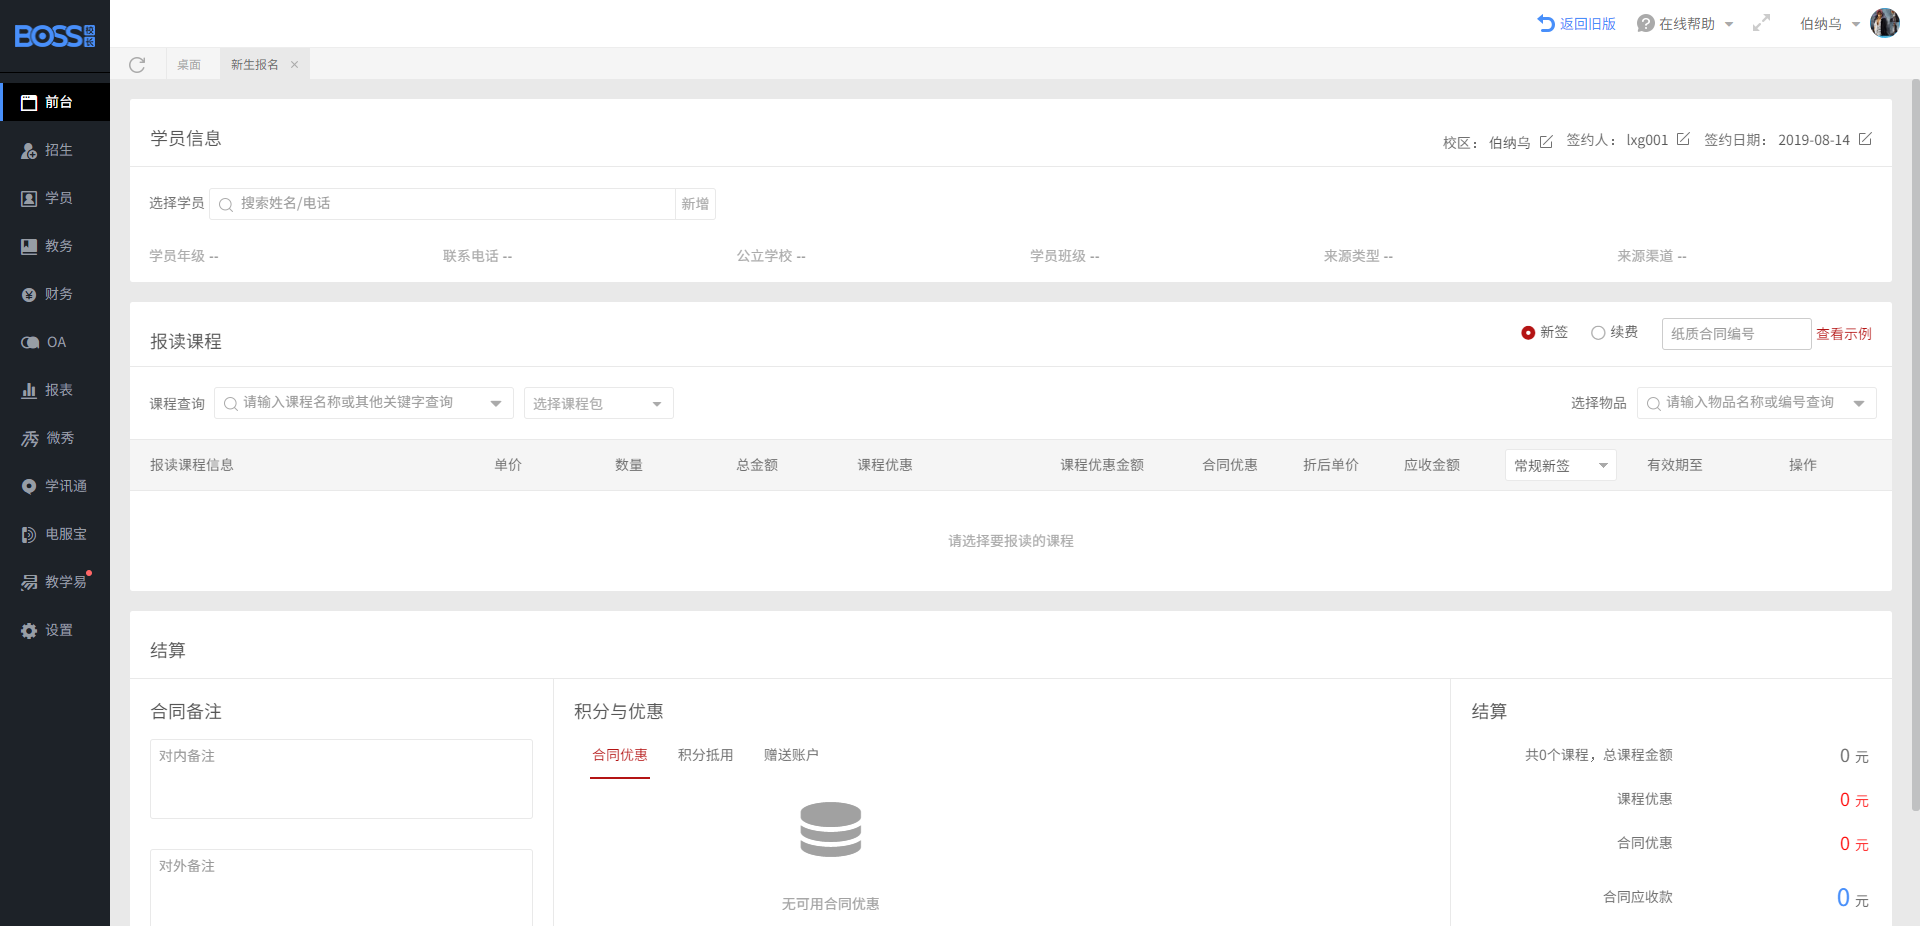 BOSS校长
返回旧版 在线帮助 伯纳乌
桌面 新生报名
前台
招生
学员
教务
财务
OA
报表
微秀
学讯通
电服宝
教学易
设置
学员信息
校区： 伯纳乌 签约人： lxg001 签约日期： 2019-08-14
选择学员 搜索姓名/电话 新增
学员年级 -- 联系电话 -- 公立学校 -- 学员班级 -- 来源类型 -- 来源渠道 --
报读课程
新签 续费 纸质合同编号 查看示例
课程查询 请输入课程名称或其他关键字查询 选择课程包 选择物品 请输入物品名称或编号查询
报读课程信息 单价 数量 总金额 课程优惠 课程优惠金额 合同优惠 折后单价 应收金额 常规新签 有效期至 操作
请选择要报读的课程
结算
合同备注
对内备注
对外备注
积分与优惠
合同优惠 积分抵用 赠送账户
无可用合同优惠
结算
共0个课程，总课程金额 0 元
课程优惠 0 元
合同优惠 0 元
合同应收款 0 元